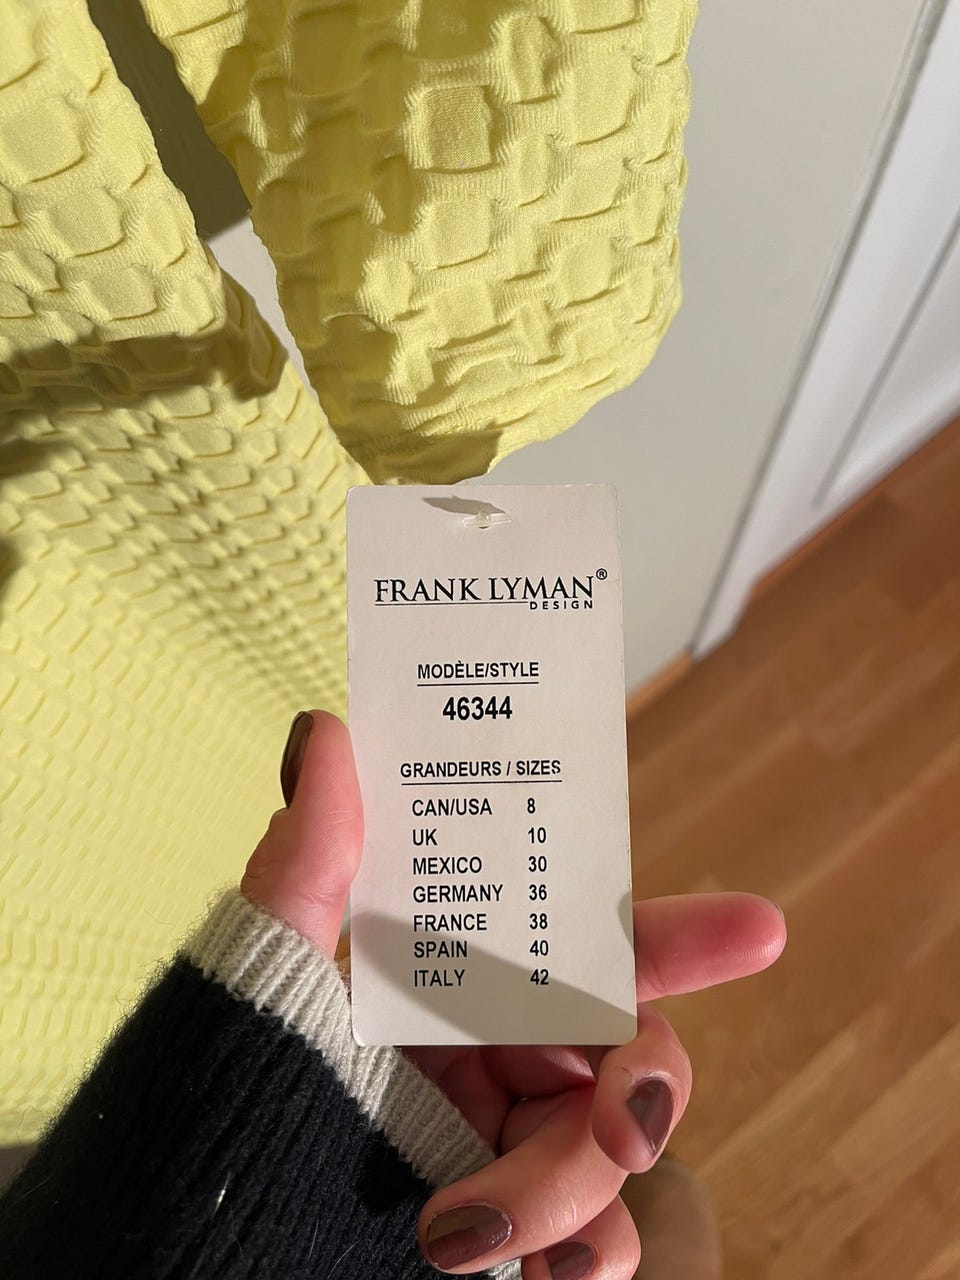 FRANK LYMAN®
DESIGN
MODÈLE/STYLE
46344
GRANDEURS / SIZES
CAN/USA 8
UK 10
MEXICO 30
GERMANY 36
FRANCE 38
SPAIN 40
ITALY 42